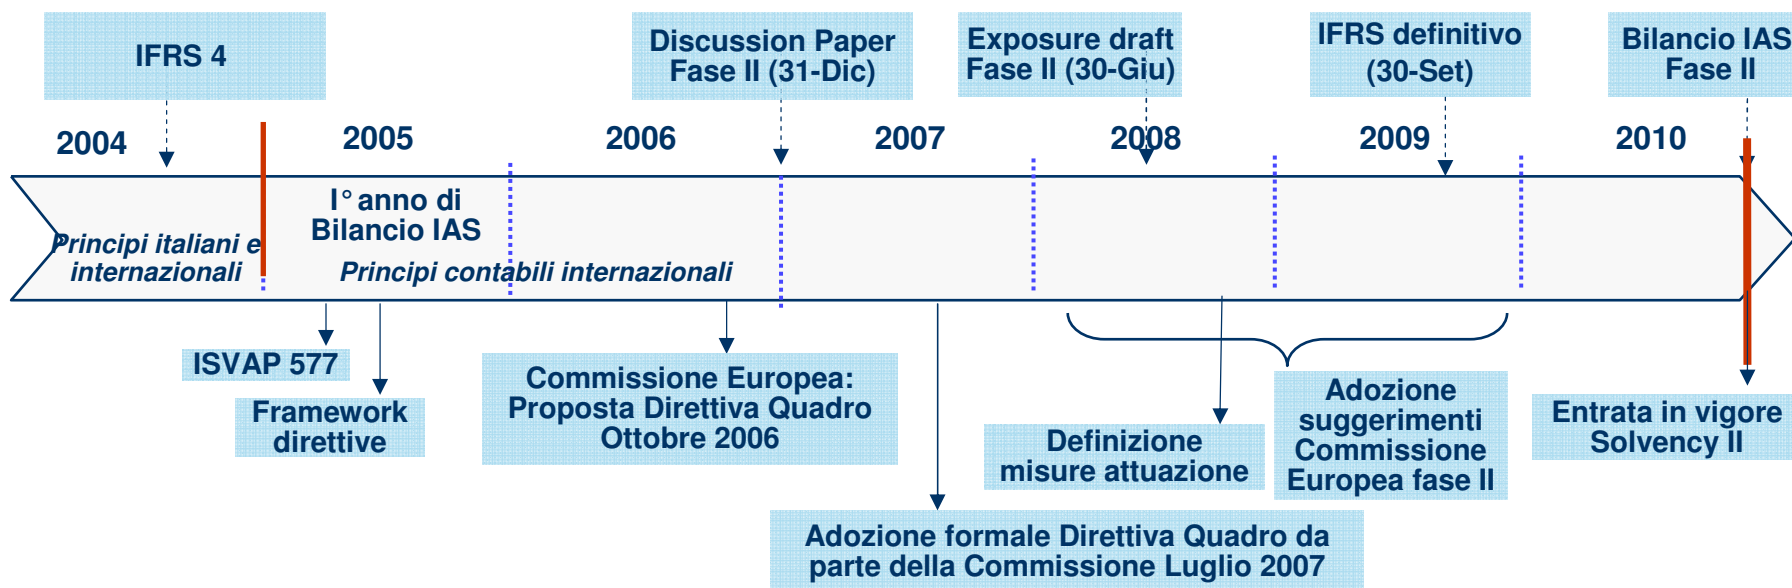 IFRS 4
Discussion Paper
Fase II (31-Dic)
Exposure draft
Fase II (30-Giu)
IFRS definitivo
(30-Set)
Bilancio IAS
Fase II
2004
2005
2006
2007
2008
2009
2010
I° anno di
Bilancio IAS
Principi italiani e
internazionali
Principi contabili internazionali
ISVAP 577
Framework
direttive
Commissione Europea:
Proposta Direttiva Quadro
Ottobre 2006
Adozione formale Direttiva Quadro da
parte della Commissione Luglio 2007
Definizione
misure attuazione
Adozione
suggerimenti
Commissione
Europea fase II
Entrata in vigore
Solvency II